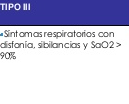 TIPO III
Síntomas respiratorios con
disfonía, sibilancias y SaO2 >
90%